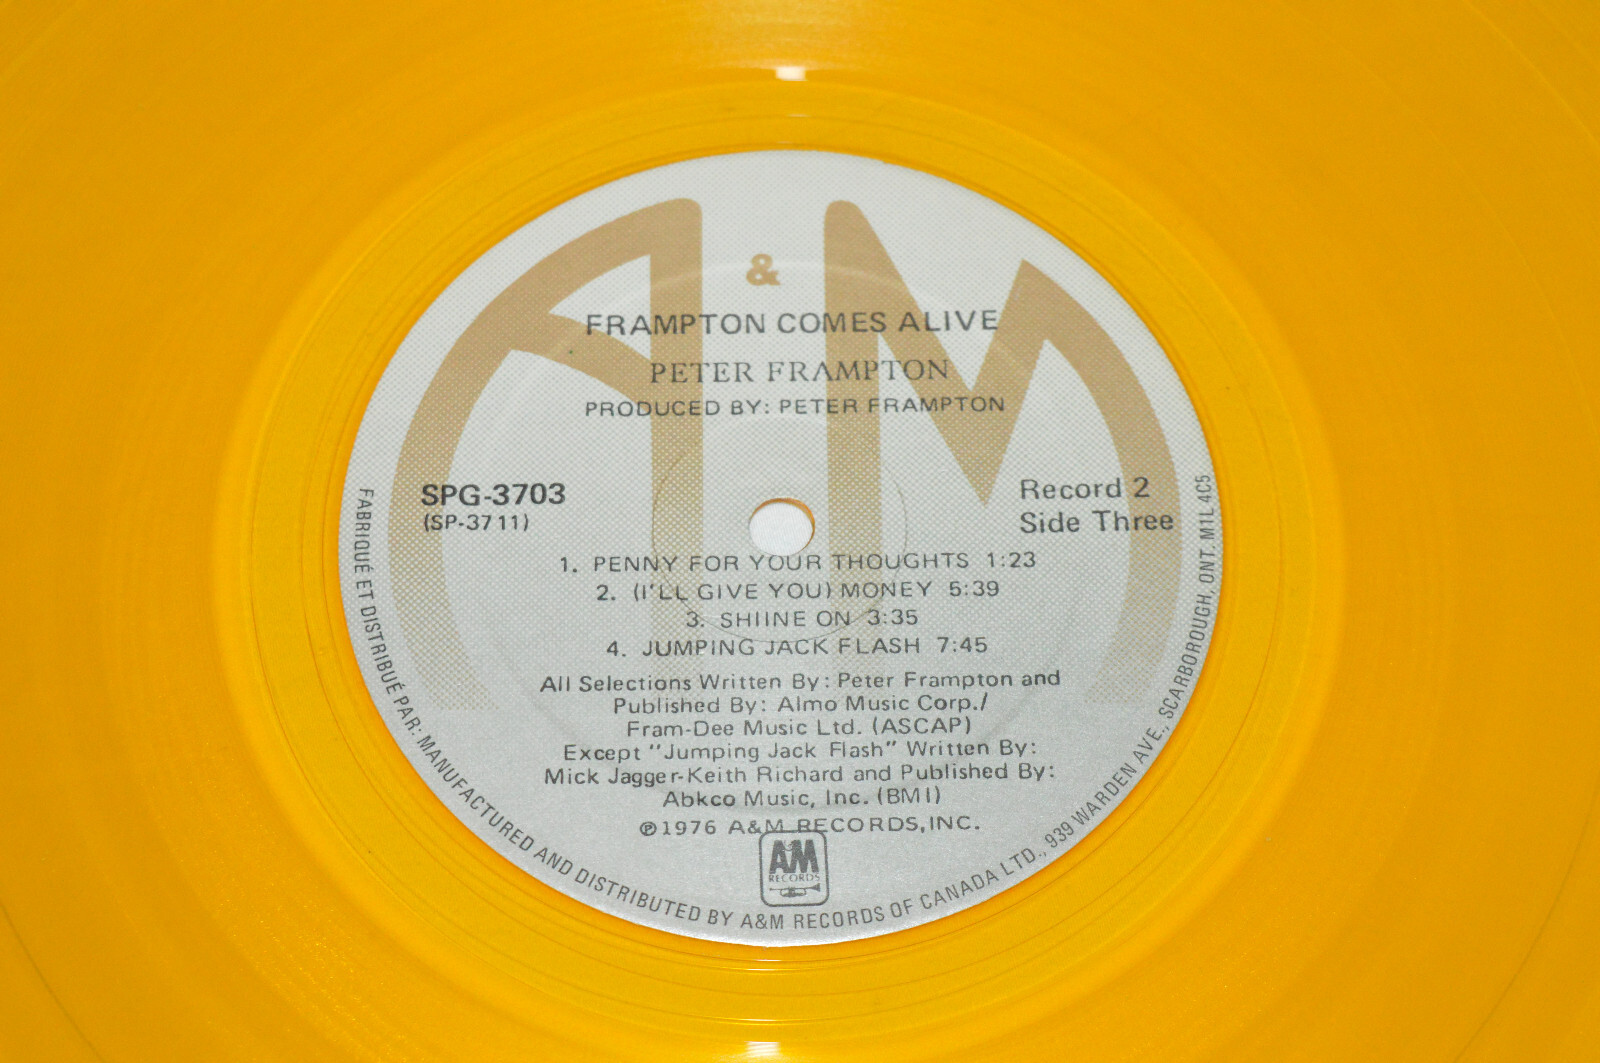 A & M
FRAMPTON COMES ALIVE
PETER FRAMPTON
PRODUCED BY: PETER FRAMPTON
SPG-3703
(SP-3711)
Record 2
Side Three
1. PENNY FOR YOUR THOUGHTS 1:23
2. (I'LL GIVE YOU) MONEY 5:39
3. SHIINE ON 3:35
4. JUMPING JACK FLASH 7:45
All Selections Written By: Peter Frampton and
Published By: Almo Music Corp./
Fram-Dee Music Ltd. (ASCAP)
Except "Jumping Jack Flash" Written By:
Mick Jagger-Keith Richard and Published By:
Abkco Music, Inc. (BMI)
℗1976 A&M RECORDS, INC.
AM
RECORDS
FABRIQUÉ ET DISTRIBUÉ PAR: MANUFACTURED AND DISTRIBUTED BY A&M RECORDS OF CANADA LTD., 939 WARDEN AVE., SCARBOROUGH, ONT. M1L 4C5